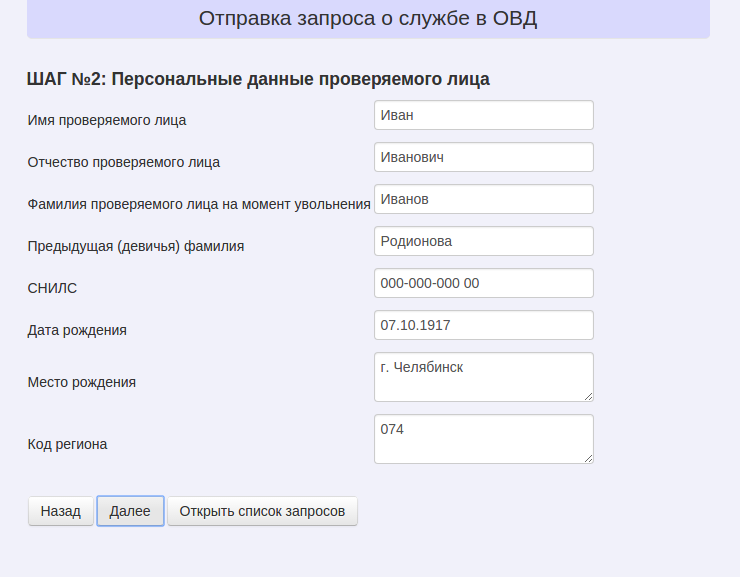 Отправка запроса о службе в ОВД
ШАГ №2: Персональные данные проверяемого лица
Имя проверяемого лица Иван
Отчество проверяемого лица Иванович
Фамилия проверяемого лица на момент увольнения Иванов
Предыдущая (девичья) фамилия Родионова
СНИЛС 000-000-000 00
Дата рождения 07.10.1917
Место рождения г. Челябинск
Код региона 074
Назад Далее Открыть список запросов